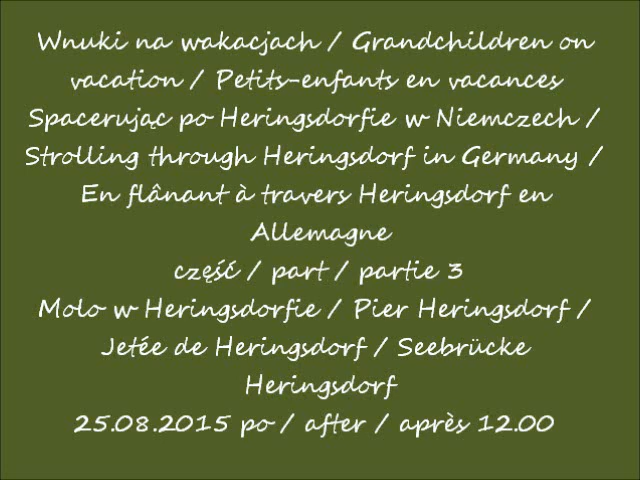 Wnuki na wakacjach / Grandchildren on
vacation / Petits-enfants en vacances
Spacerując po Heringsdorfie w Niemczech /
Strolling through Heringsdorf in Germany /
En flânant à travers Heringsdorf en
Allemagne
część / part / partie 3
Molo w Heringsdorfie / Pier Heringsdorf /
Jetée de Heringsdorf / Seebrücke
Heringsdorf
25.08.2015 po / after / après 12.00